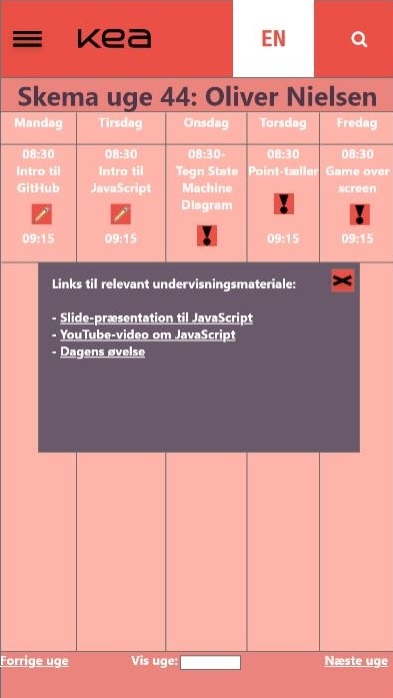 kea
EN
Skema uge 44: Oliver Nielsen
Mandag Tirsdag Onsdag Torsdag Fredag
08:30 08:30 08:30- 08:30 08:30
Intro til Intro til Tegn State Point-tæller Game over
GitHub JavaScript Machine screen
Diagram
09:15 09:15 09:15 09:15
Links til relevant undervisningsmateriale:
- Slide-præsentation til JavaScript
- YouTube-video om JavaScript
- Dagens øvelse
Forrige uge Vis uge: Næste uge